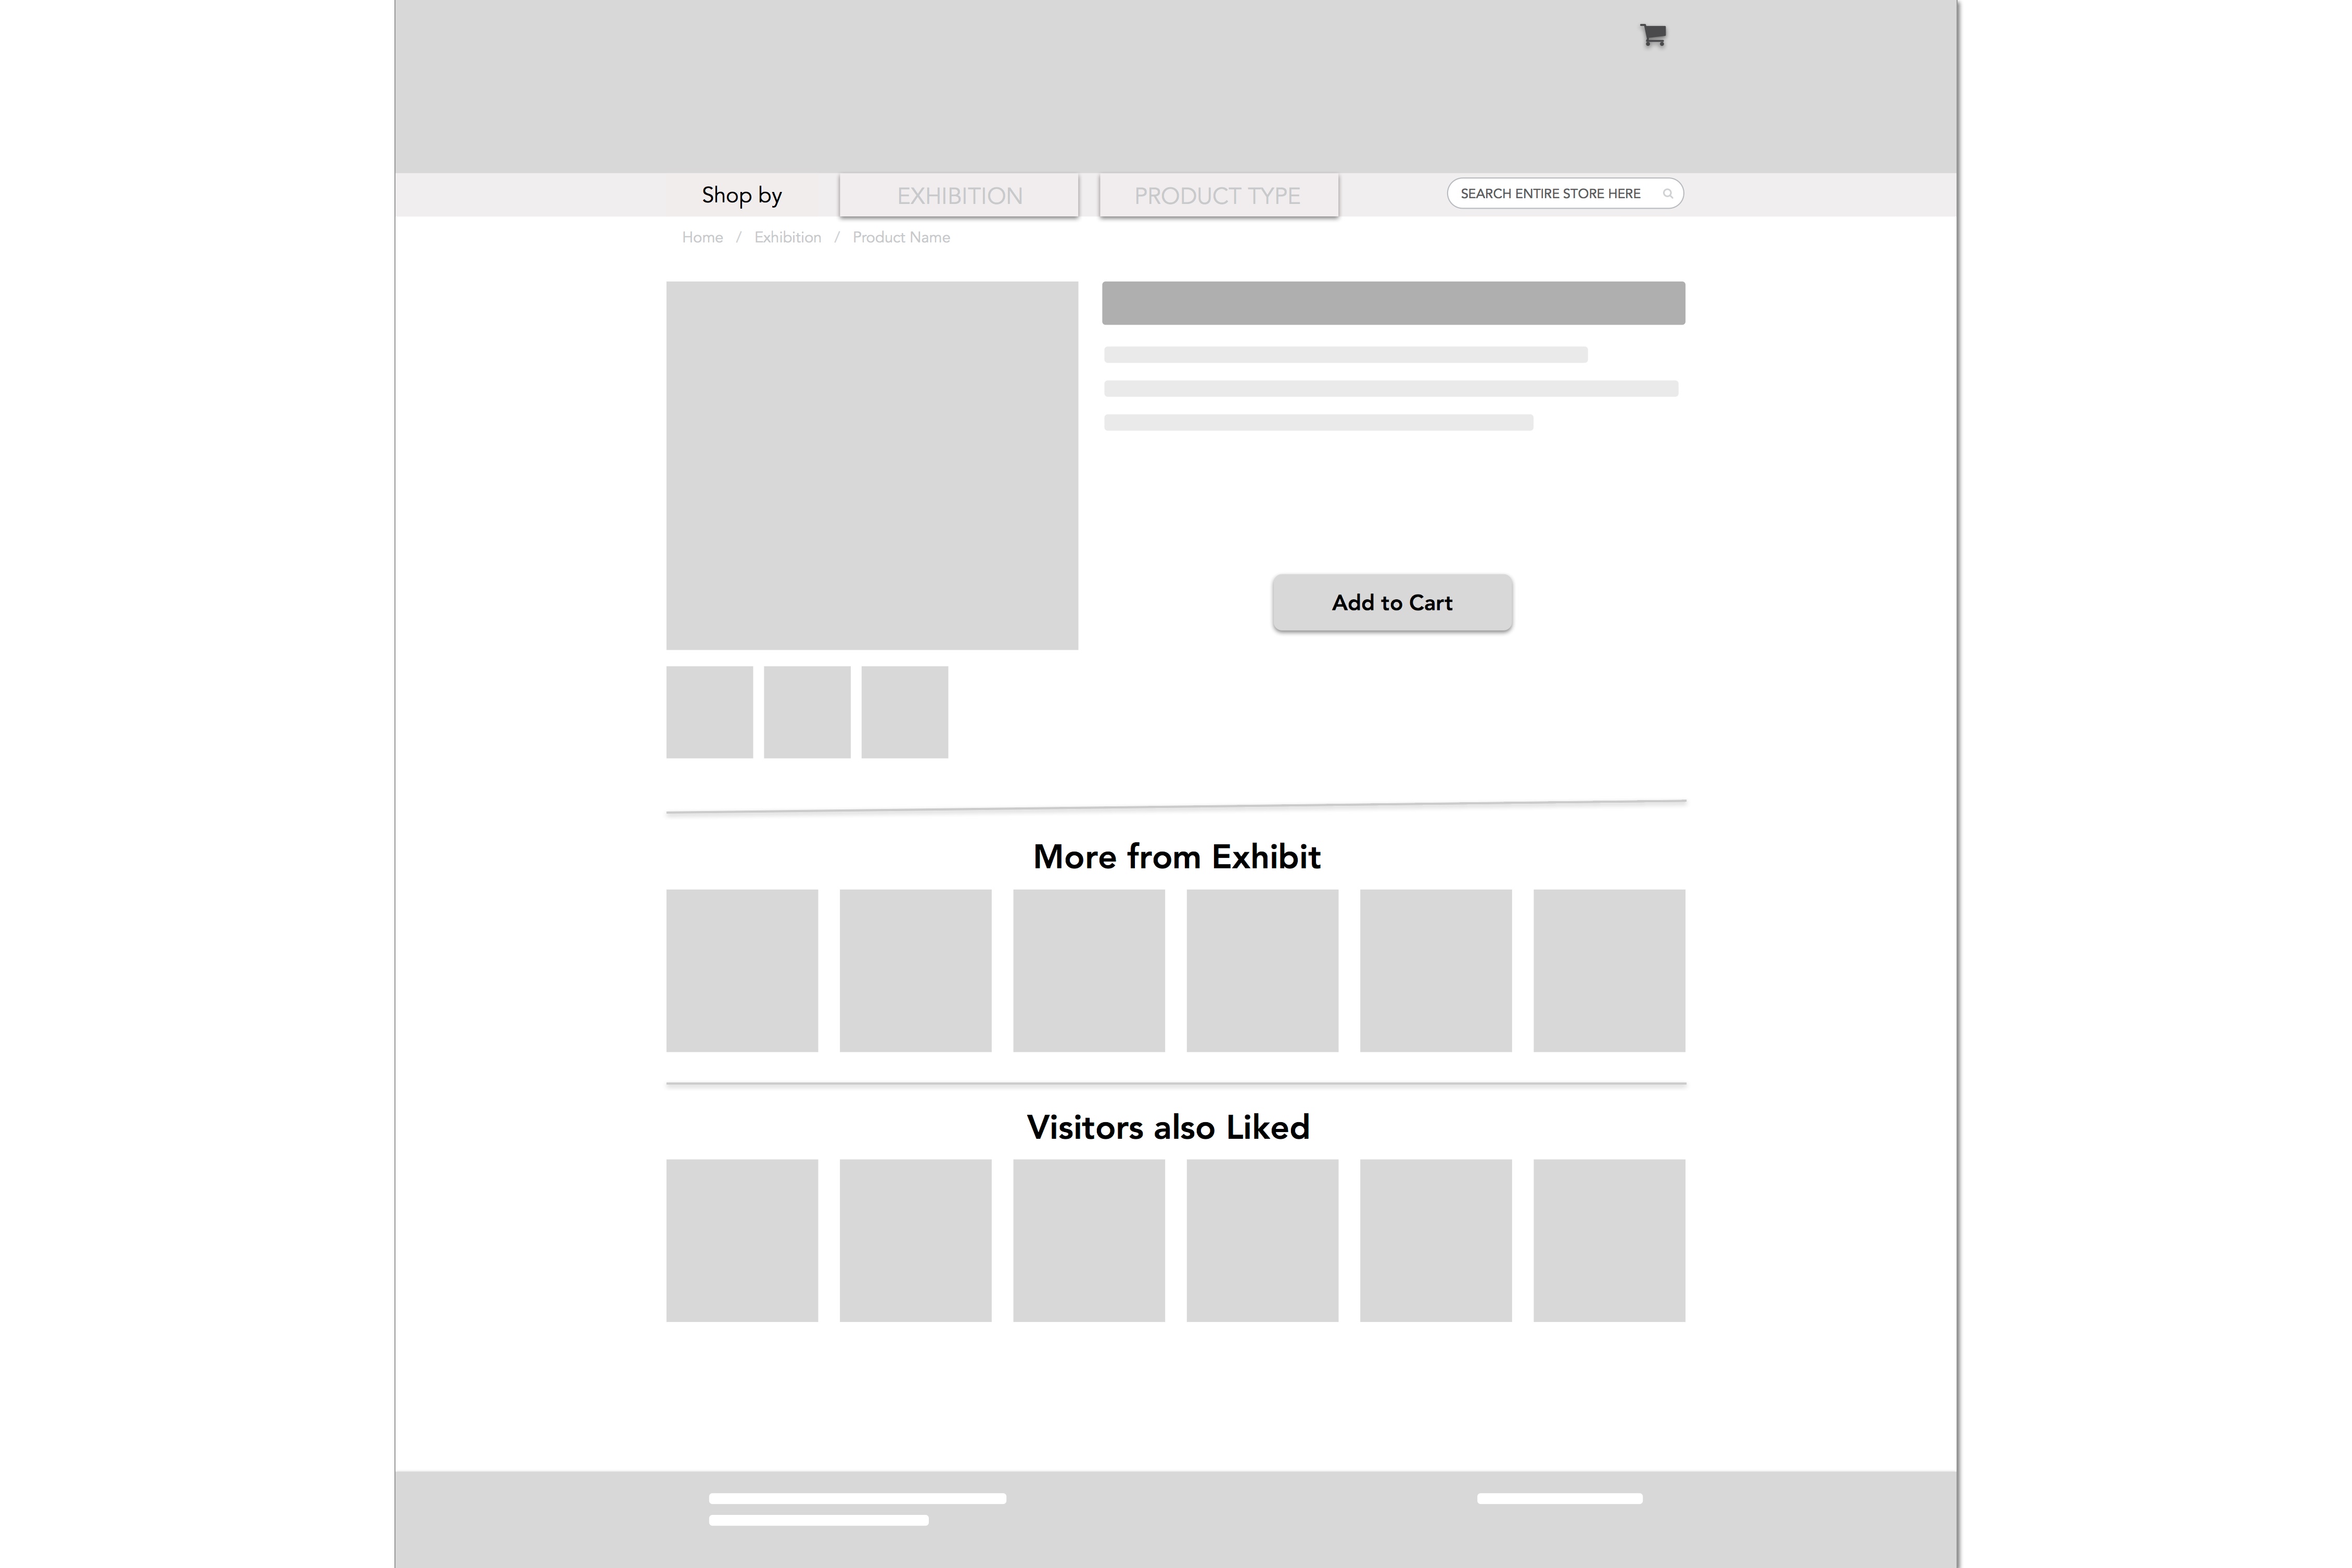 Shop by EXHIBITION PRODUCT TYPE SEARCH ENTIRE STORE HERE
Home / Exhibition / Product Name
Add to Cart
More from Exhibit
Visitors also Liked